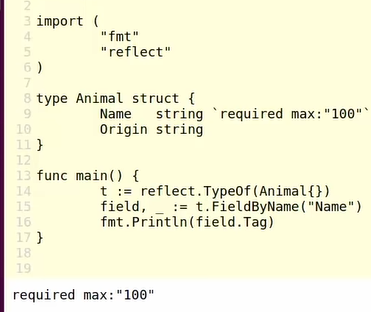 2
3 import (
4         "fmt"
5         "reflect"
6 )
7
8 type Animal struct {
9         Name   string `required max:"100"`
10         Origin string
11 }
12
13 func main() {
14         t := reflect.TypeOf(Animal{})
15         field, _ := t.FieldByName("Name")
16         fmt.Println(field.Tag)
17 }
18
19
required max:"100"